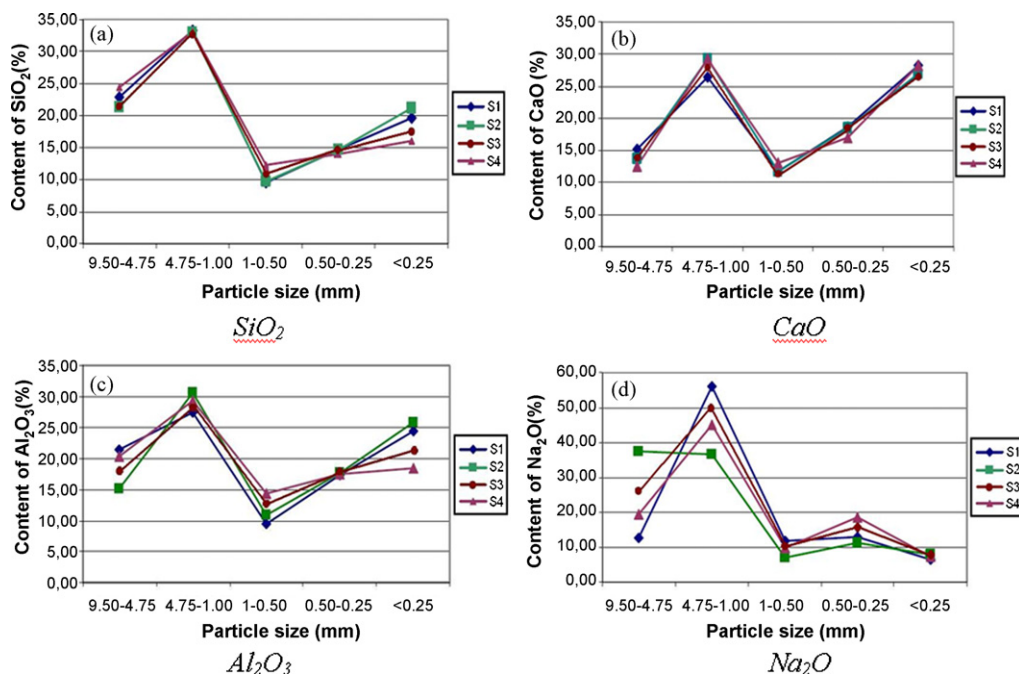 (a)
Content of SiO₂(%)
35,00
30,00
25,00
20,00
15,00
10,00
5,00
0,00
9.50-4.75 4.75-1.00 1-0.50 0.50-0.25 <0.25
Particle size (mm)
S1
S2
S3
S4
SiO₂
(b)
Content of CaO (%)
35,00
30,00
25,00
20,00
15,00
10,00
5,00
0,00
9.50-4.75 4.75-1.00 1-0.50 0.50-0.25 <0.25
Particle size (mm)
S1
S2
S3
S4
CaO
(c)
Content of Al₂O₃(%)
35,00
30,00
25,00
20,00
15,00
10,00
5,00
0,00
9.50-4.75 4.75-1.00 1-0.50 0.50-0.25 <0.25
Particle size (mm)
S1
S2
S3
S4
Al₂O₃
(d)
Content of Na₂O(%)
60,00
50,00
40,00
30,00
20,00
10,00
0,00
9.50-4.75 4.75-1.00 1-0.50 0.50-0.25 <0.25
Particle size (mm)
S1
S2
S3
S4
Na₂O